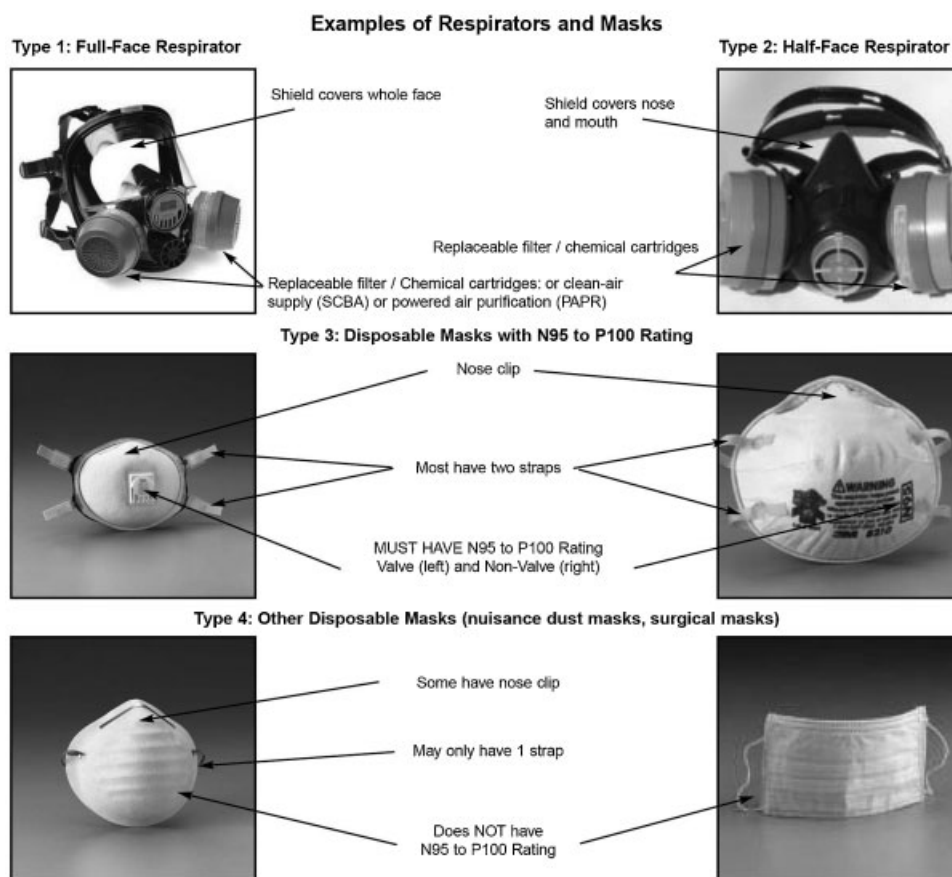 Examples of Respirators and Masks
Type 1: Full-Face Respirator
Type 2: Half-Face Respirator
Shield covers whole face
Shield covers nose
and mouth
Replaceable filter / chemical cartridges
Replaceable filter / Chemical cartridges: or clean-air
supply (SCBA) or powered air purification (PAPR)
Type 3: Disposable Masks with N95 to P100 Rating
Nose clip
Most have two straps
WARNING
N95
MUST HAVE N95 to P100 Rating
Valve (left) and Non-Valve (right)
Type 4: Other Disposable Masks (nuisance dust masks, surgical masks)
Some have nose clip
May only have 1 strap
Does NOT have
N95 to P100 Rating